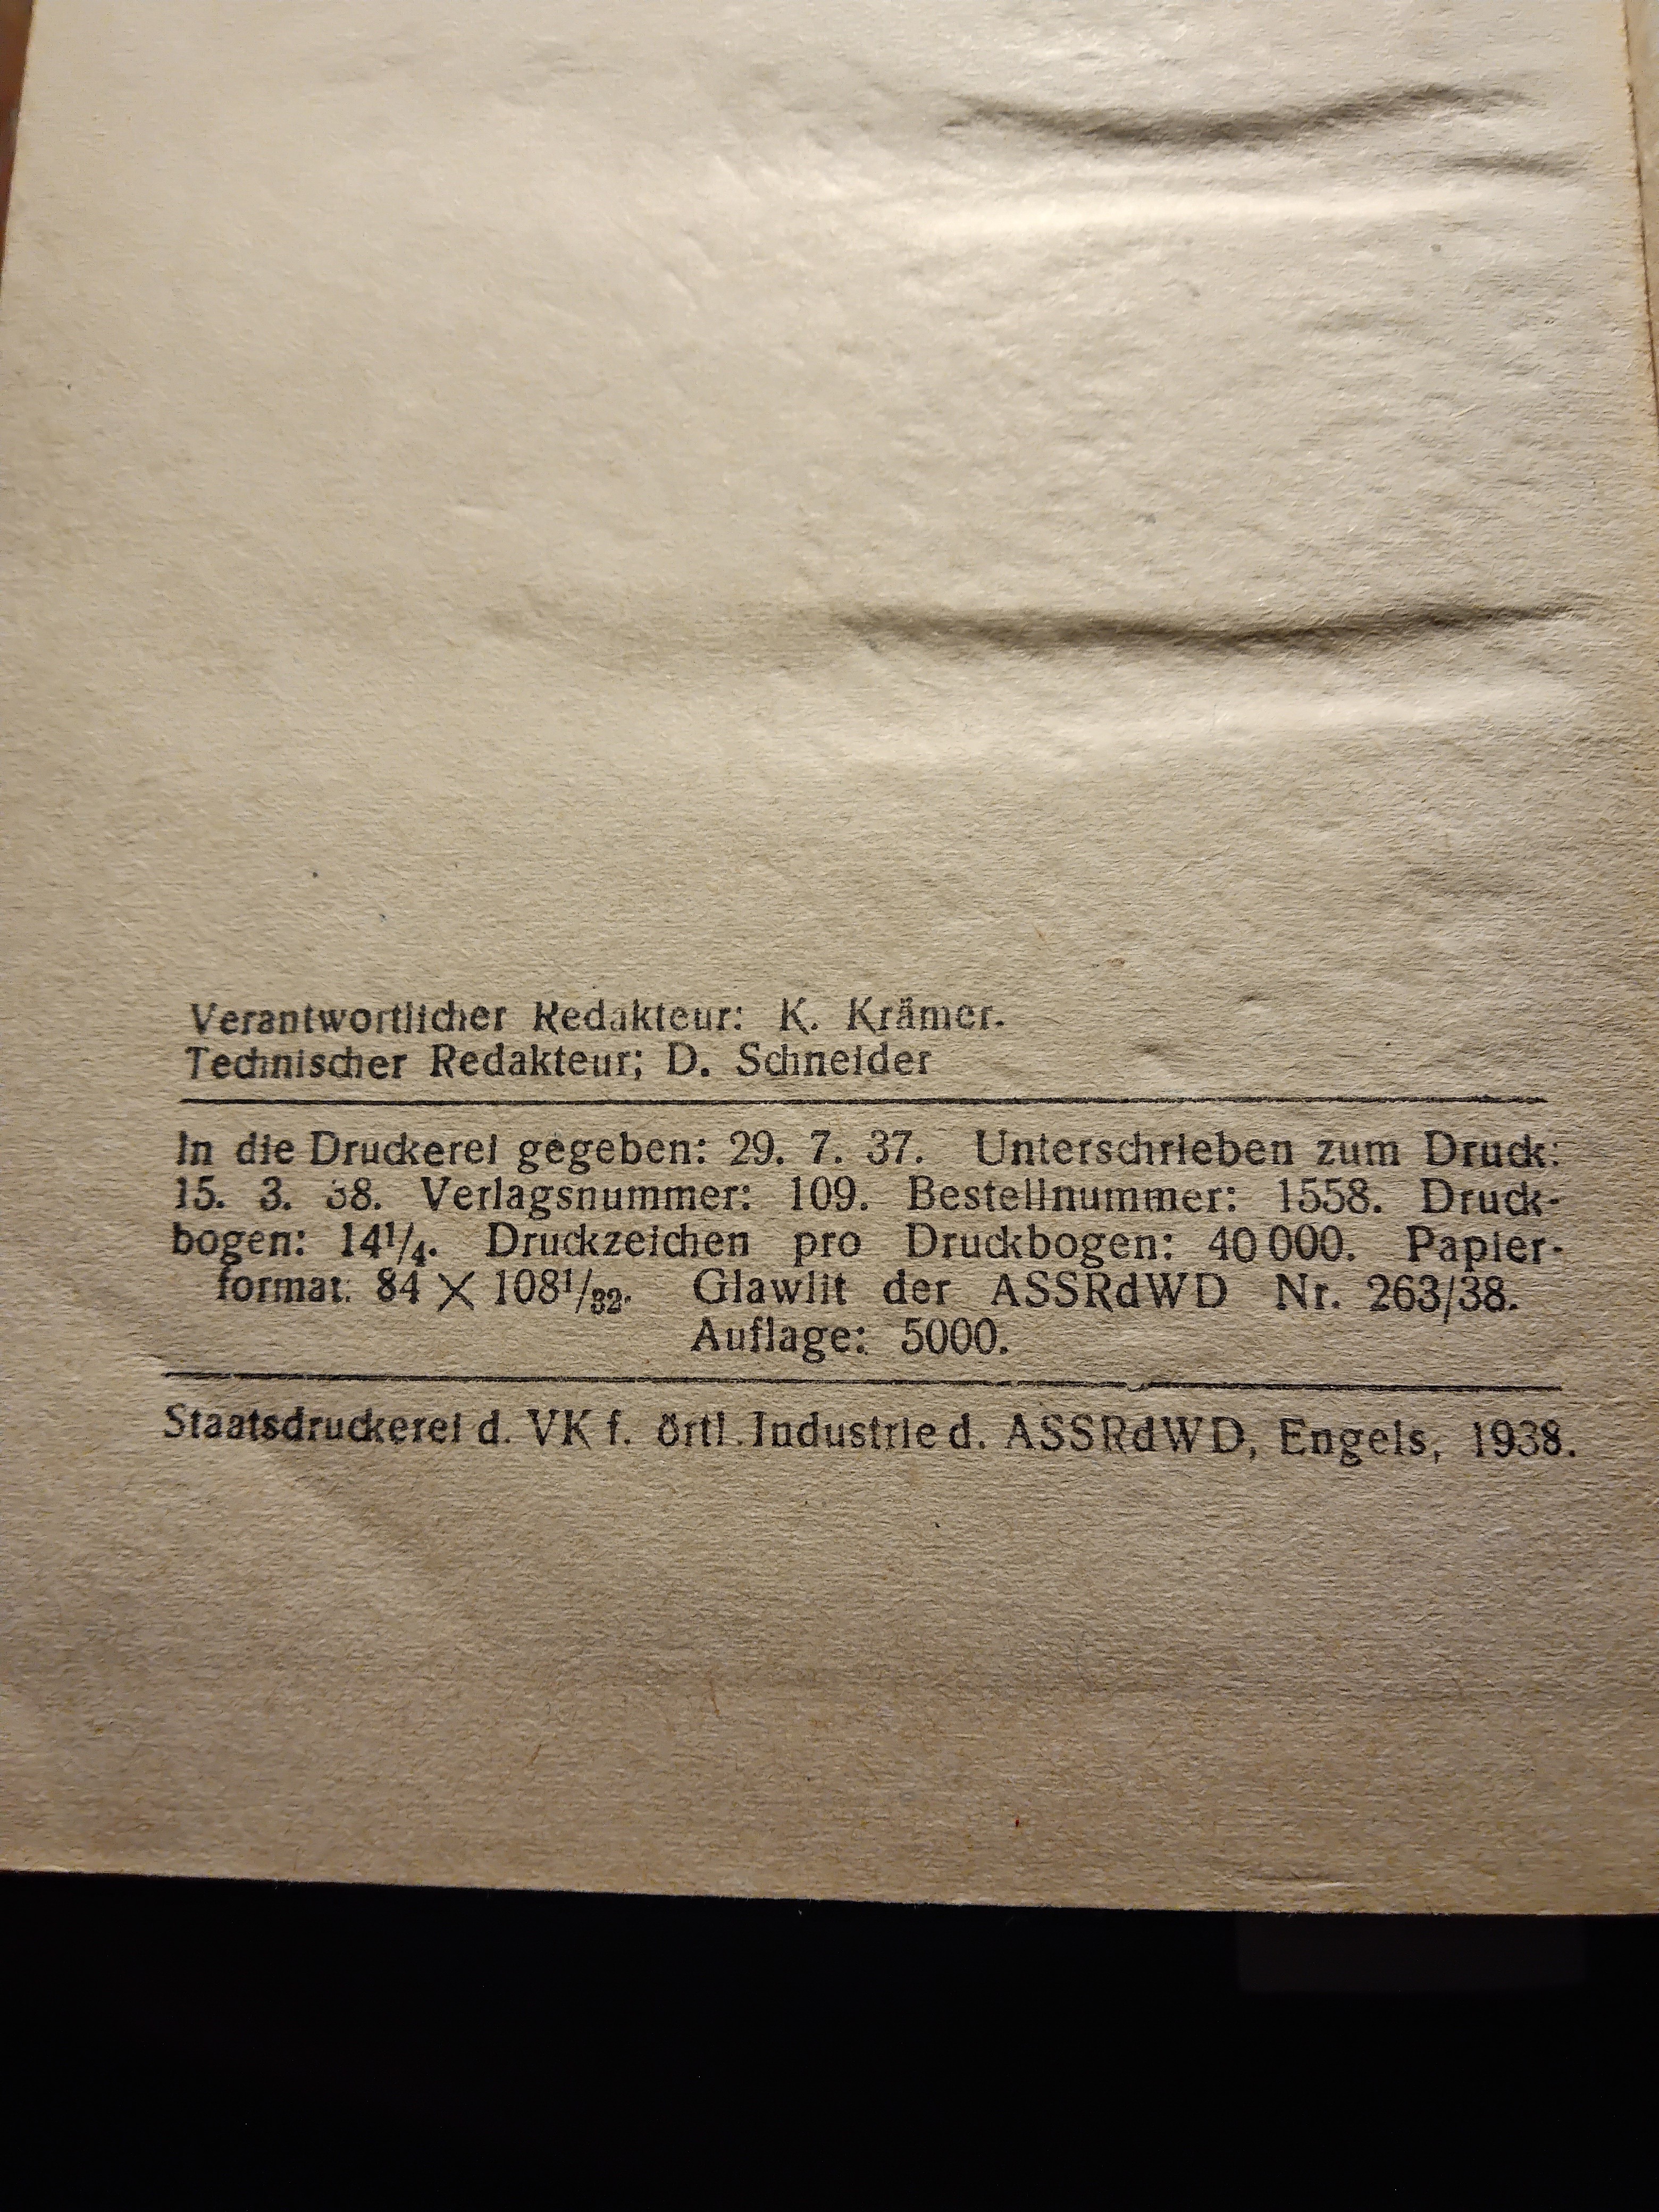 Verantwortlicher Redakteur: K. Krämer.
Technischer Redakteur; D. Schneider
In die Druckerei gegeben: 29. 7. 37. Unterschrieben zum Druck:
15. 3. 38. Verlagsnummer: 109. Bestellnummer: 1558. Druck-
bogen: 14¹/₄. Druckzeichen pro Druckbogen: 40 000. Papier-
format: 84 × 108¹/₃₂. Glawlit der ASSRdWD Nr. 263/38.
Auflage: 5000.
Staatsdruckerei d. VK f. örtl. Industrie d. ASSRdWD, Engels, 1938.